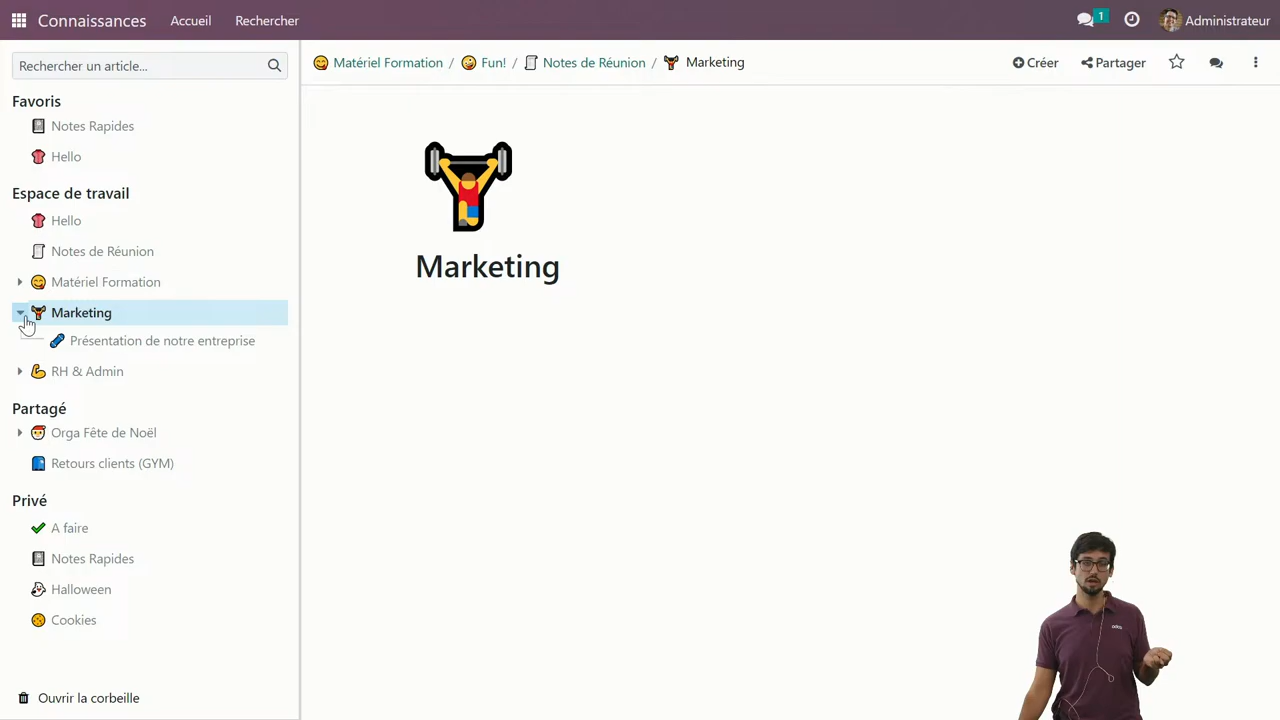 Connaissances Accueil Rechercher 1 Administrateur
Rechercher un article...
Matériel Formation / Fun! / Notes de Réunion / Marketing
Créer Partager
Favoris
Notes Rapides
Hello
Espace de travail
Hello
Notes de Réunion
Matériel Formation
Marketing
Présentation de notre entreprise
RH & Admin
Partagé
Orga Fête de Noël
Retours clients (GYM)
Privé
A faire
Notes Rapides
Halloween
Cookies
Ouvrir la corbeille
Marketing
odoo